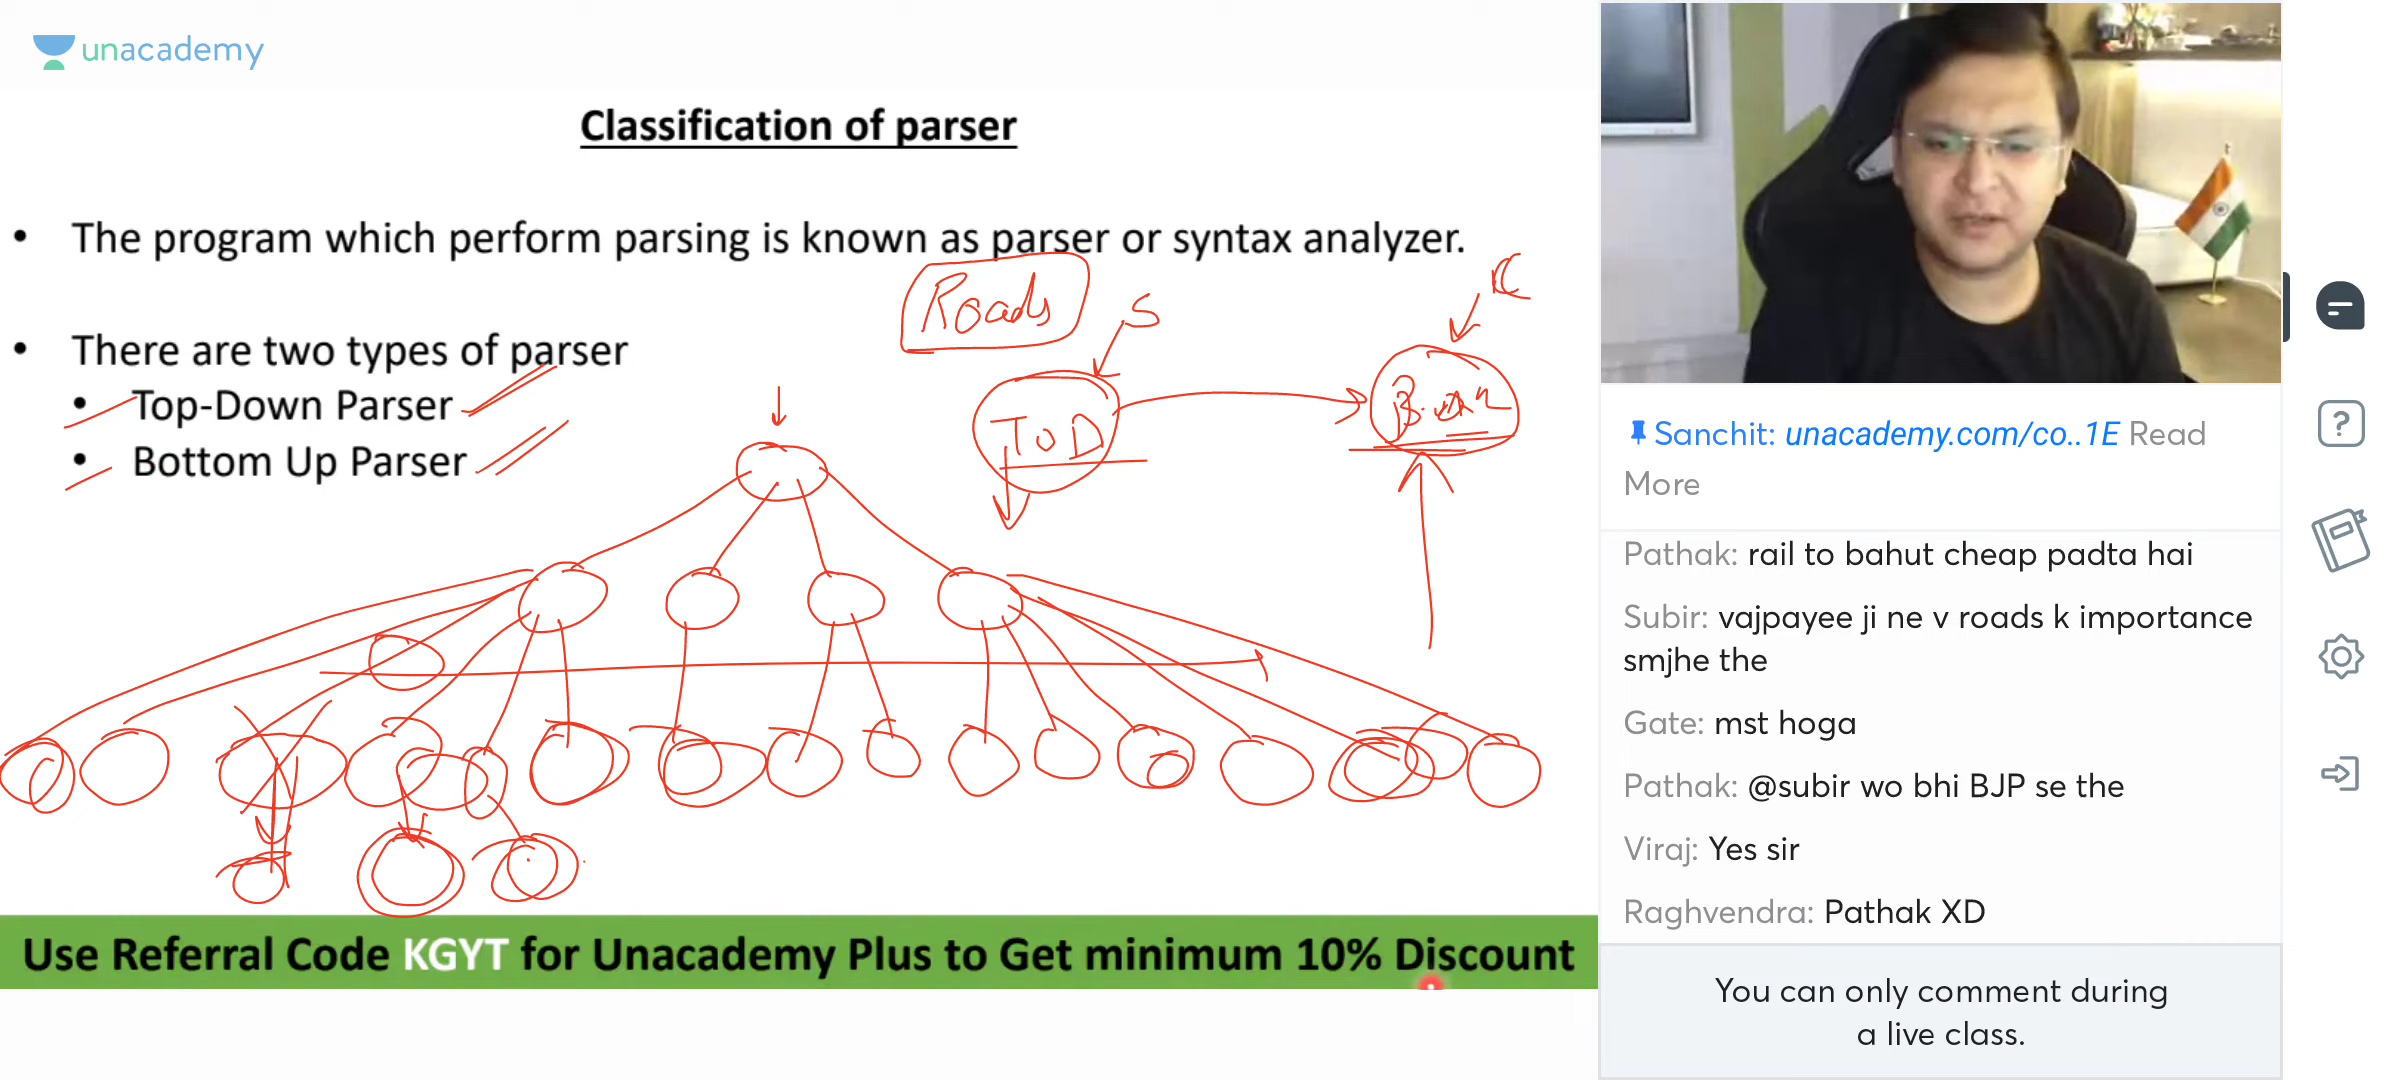 unacademy
Classification of parser
• The program which perform parsing is known as parser or syntax analyzer.
Roads
S
• There are two types of parser
• Top-Down Parser
• Bottom Up Parser
TOD
Use Referral Code KGYT for Unacademy Plus to Get minimum 10% Discount
Sanchit: unacademy.com/co..1E Read
More
Pathak: rail to bahut cheap padta hai
Subir: vajpayee ji ne v roads k importance
smjhe the
Gate: mst hoga
Pathak: @subir wo bhi BJP se the
Viraj: Yes sir
Raghvendra: Pathak XD
You can only comment during
a live class.
?